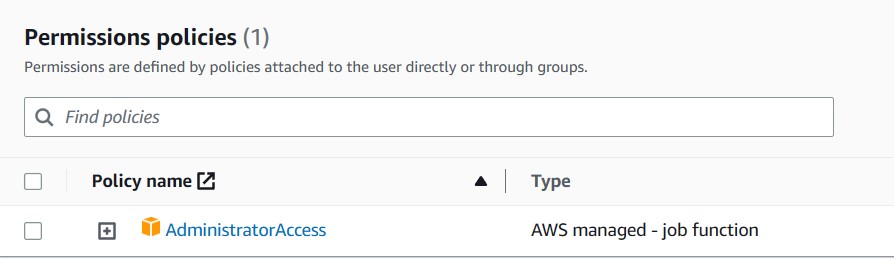 Permissions policies (1)
Permissions are defined by policies attached to the user directly or through groups.
Find policies
Policy name Type
AdministratorAccess AWS managed - job function